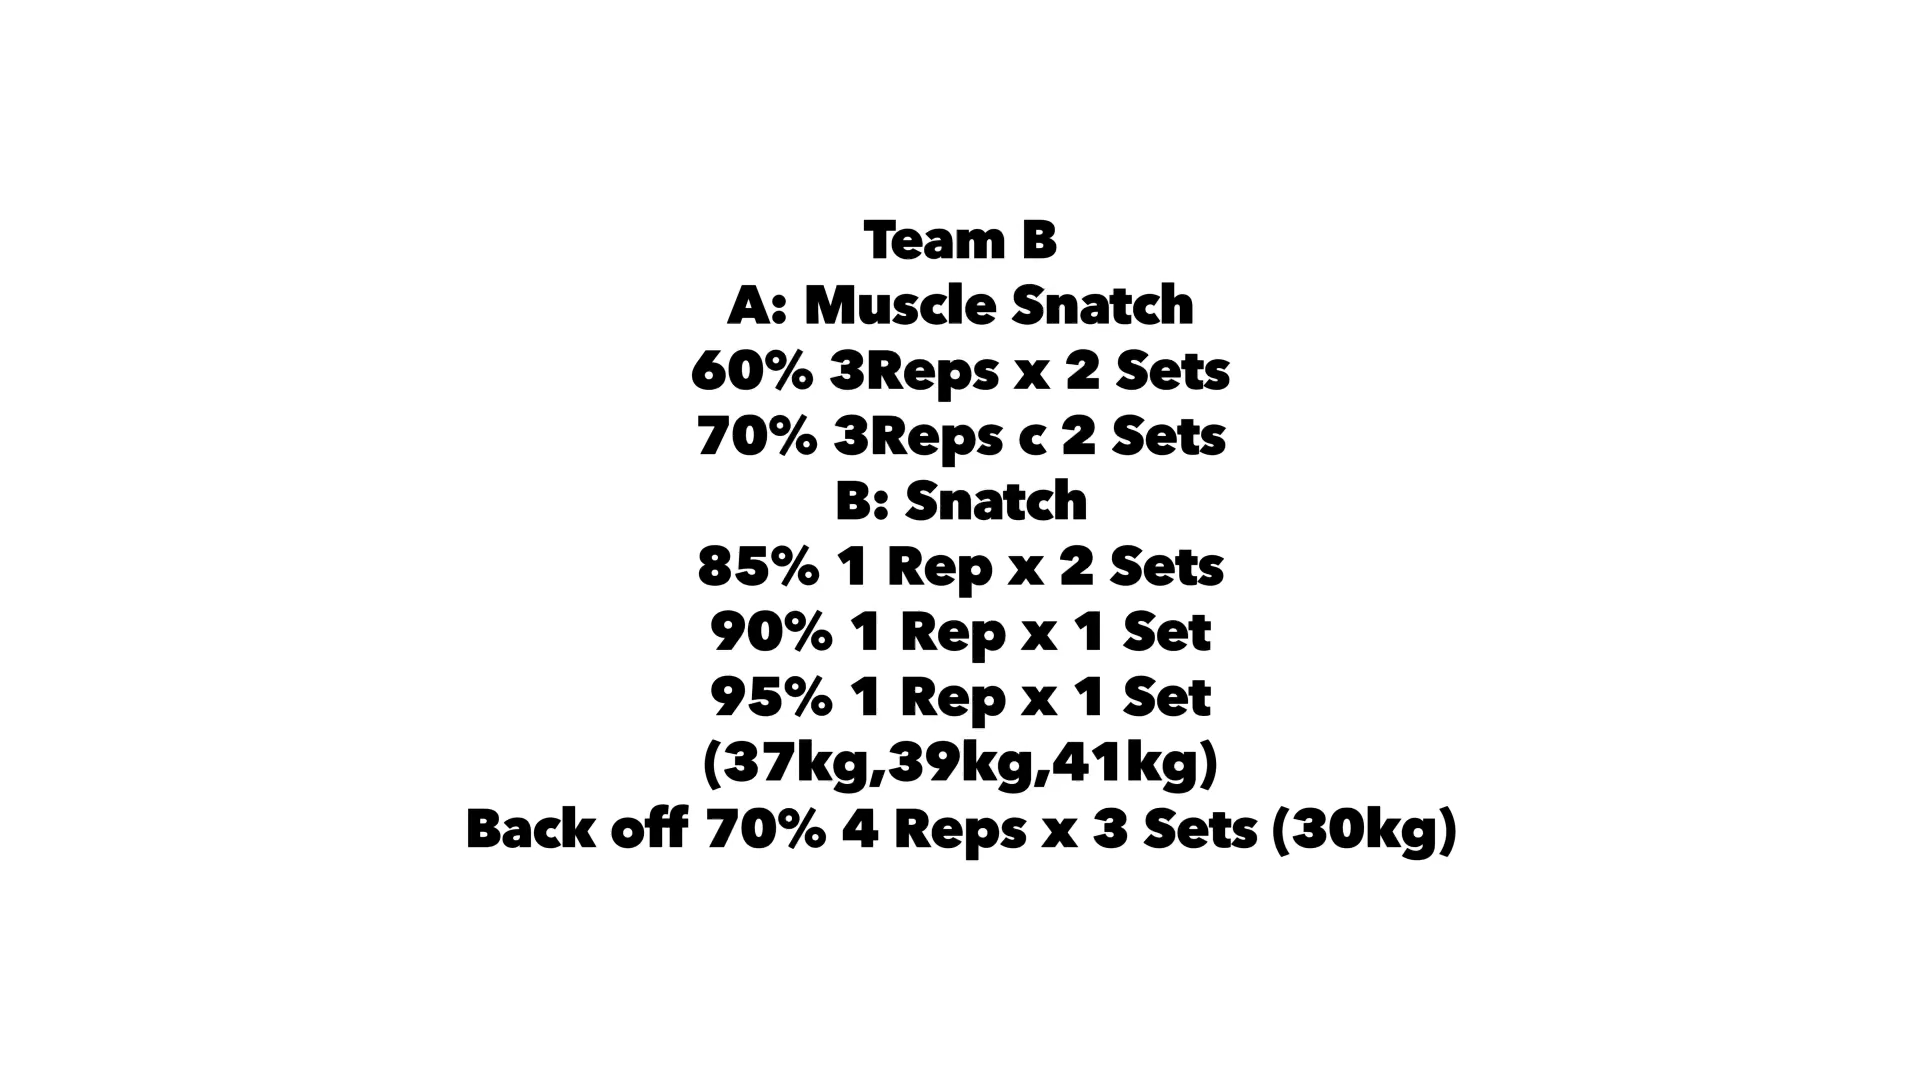 Team B
A: Muscle Snatch
60% 3Reps x 2 Sets
70% 3Reps c 2 Sets
B: Snatch
85% 1 Rep x 2 Sets
90% 1 Rep x 1 Set
95% 1 Rep x 1 Set
(37kg,39kg,41kg)
Back off 70% 4 Reps x 3 Sets (30kg)